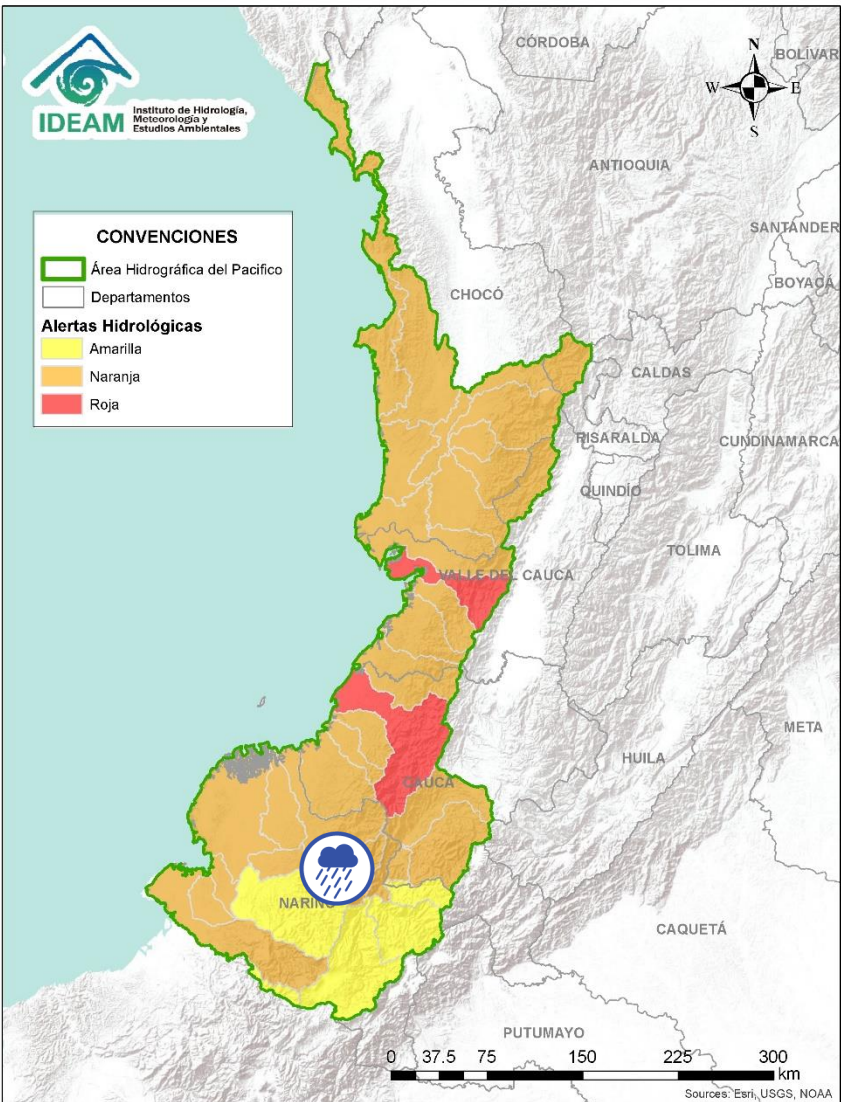 IDEAM
Instituto de Hidrología,
Meteorología y
Estudios Ambientales
N
W
E
S
CÓRDOBA
BOLIVAR
ANTIOQUIA
SANTANDER
BOYACÁ
CONVENCIONES
Área Hidrográfica del Pacifico
Departamentos
Alertas Hidrológicas
Amarilla
Naranja
Roja
CHOCÓ
CALDAS
RISARALDA
CUNDINAMARCA
QUINDÍO
TOLIMA
VALLE DEL CAUCA
META
HUILA
CAUCA
NARIÑO
CAQUETÁ
PUTUMAYO
0 37.5 75 150 225 300
km
Sources: Esri, USGS, NOAA